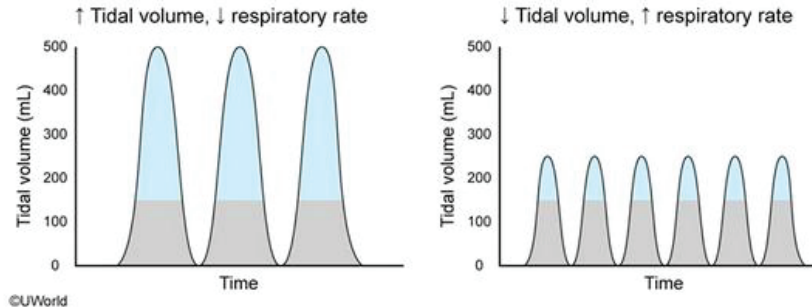 ↑ Tidal volume, ↓ respiratory rate
500
400
300
200
100
0
Tidal volume (mL)
Time
↓ Tidal volume, ↑ respiratory rate
500
400
300
200
100
0
Tidal volume (mL)
Time
©UWorld